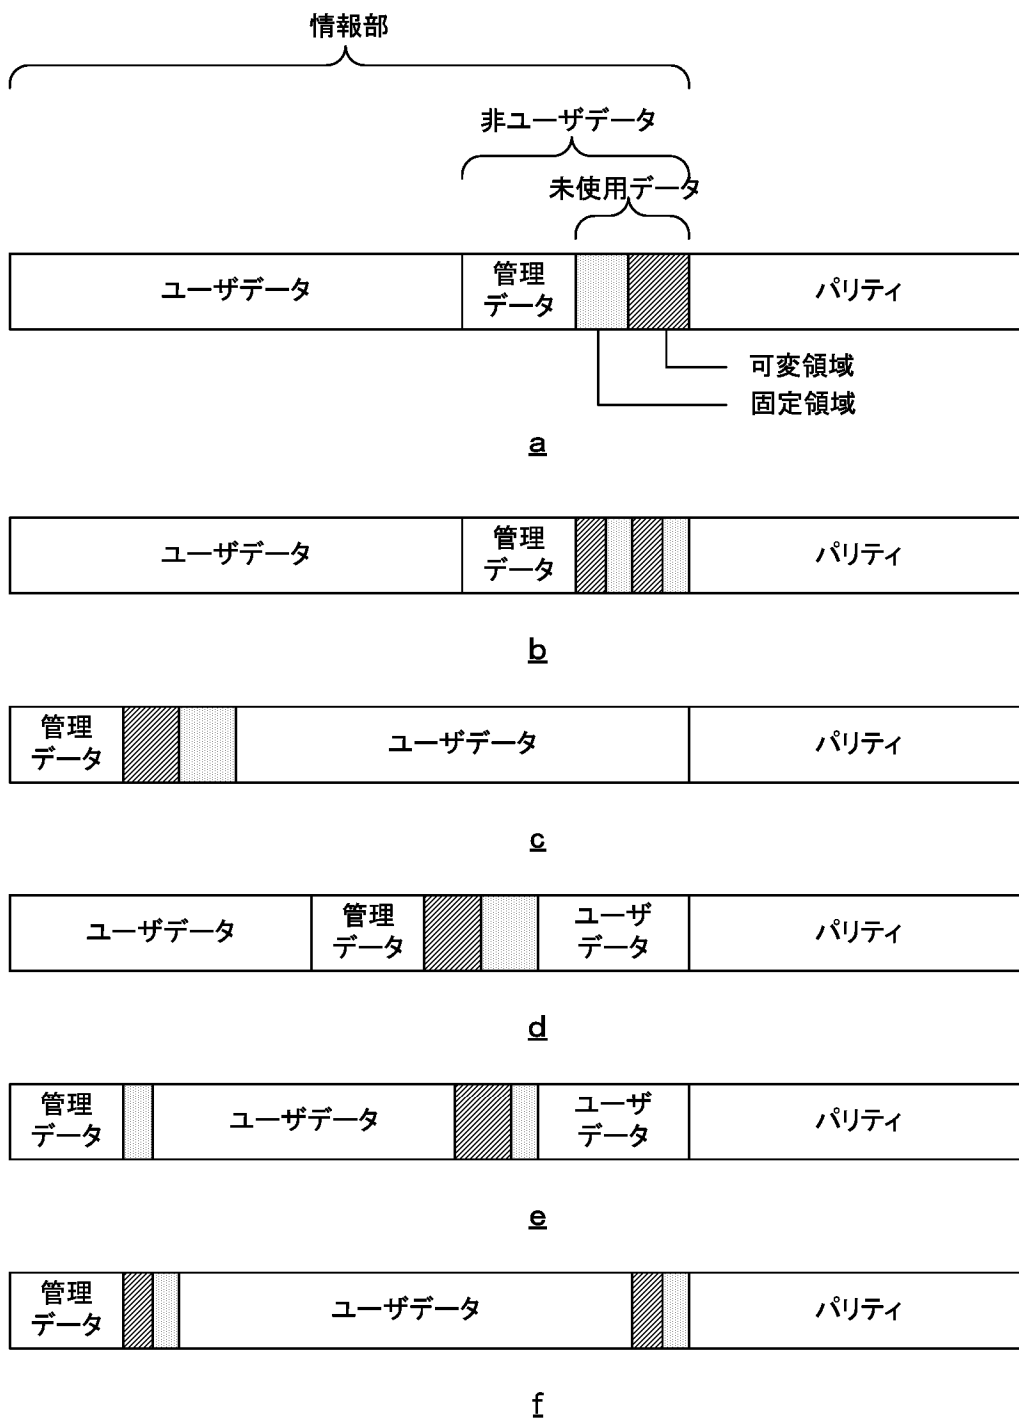 情報部
非ユーザデータ
未使用データ
ユーザデータ
管理
データ
パリティ
可変領域
固定領域
a
ユーザデータ
管理
データ
パリティ
b
管理
データ
ユーザデータ
パリティ
c
ユーザデータ
管理
データ
ユーザ
データ
パリティ
d
管理
データ
ユーザデータ
ユーザ
データ
パリティ
e
管理
データ
ユーザデータ
パリティ
f